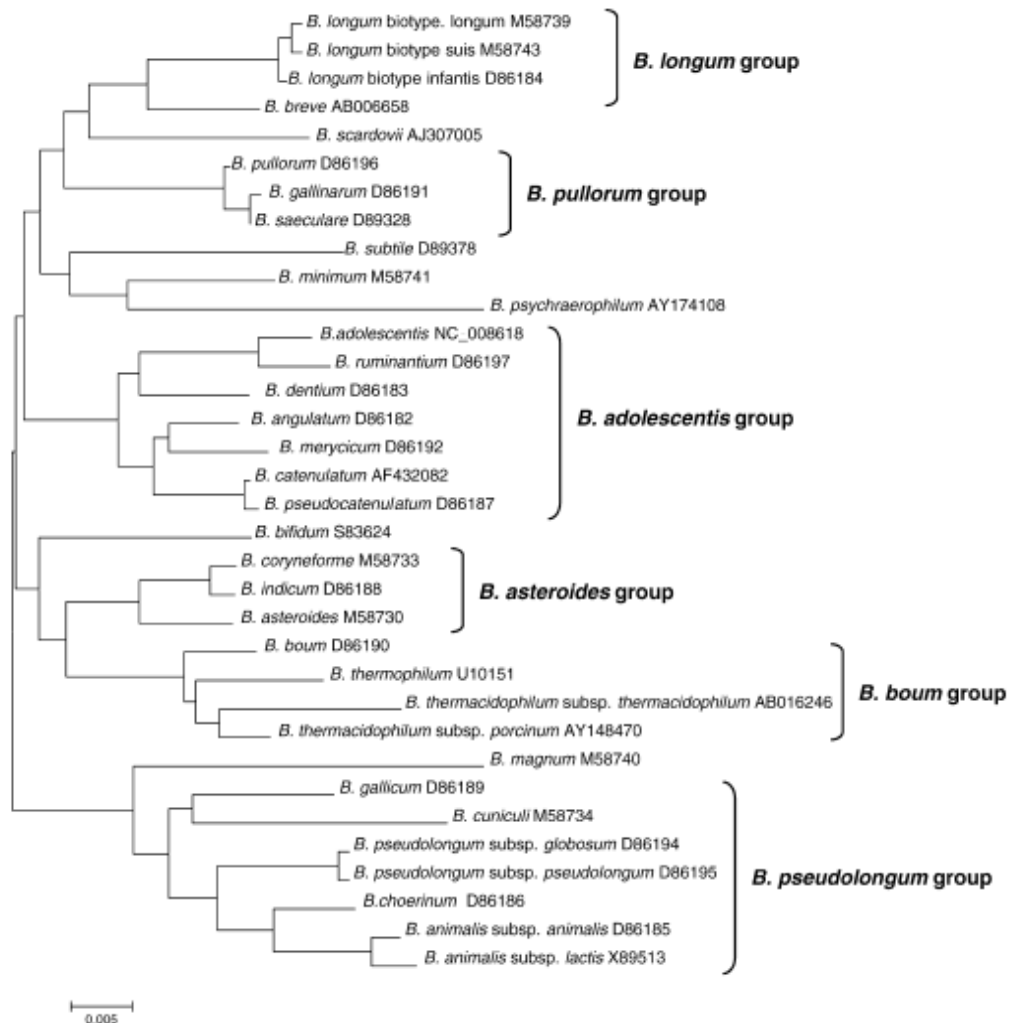 B. longum biotype. longum M58739
B. longum biotype suis M58743
B. longum group
B. longum biotype infantis D86184
B. breve AB006658
B. scardovii AJ307005
B. pullorum D86196
B. gallinarum D86191
B. pullorum group
B. saeculare D89328
B. subtile D89378
B. minimum M58741
B. psychraerophilum AY174108
B.adolescentis NC_008618
B. ruminantium D86197
B. dentium D86183
B. angulatum D86182
B. adolescentis group
B. merycicum D86192
B. catenulatum AF432082
B. pseudocatenulatum D86187
B. bifidum S83624
B. coryneforme M58733
B. indicum D86188
B. asteroides group
B. asteroides M58730
B. boum D86190
B. thermophilum U10151
B. boum group
B. thermacidophilum subsp. thermacidophilum AB016246
B. thermacidophilum subsp. porcinum AY148470
B. magnum M58740
B. gallicum D86189
B. cuniculi M58734
B. pseudolongum subsp. globosum D86194
B. pseudolongum subsp. pseudolongum D86195
B. pseudolongum group
B.choerinum D86186
B. animalis subsp. animalis D86185
B. animalis subsp. lactis X89513
0.005